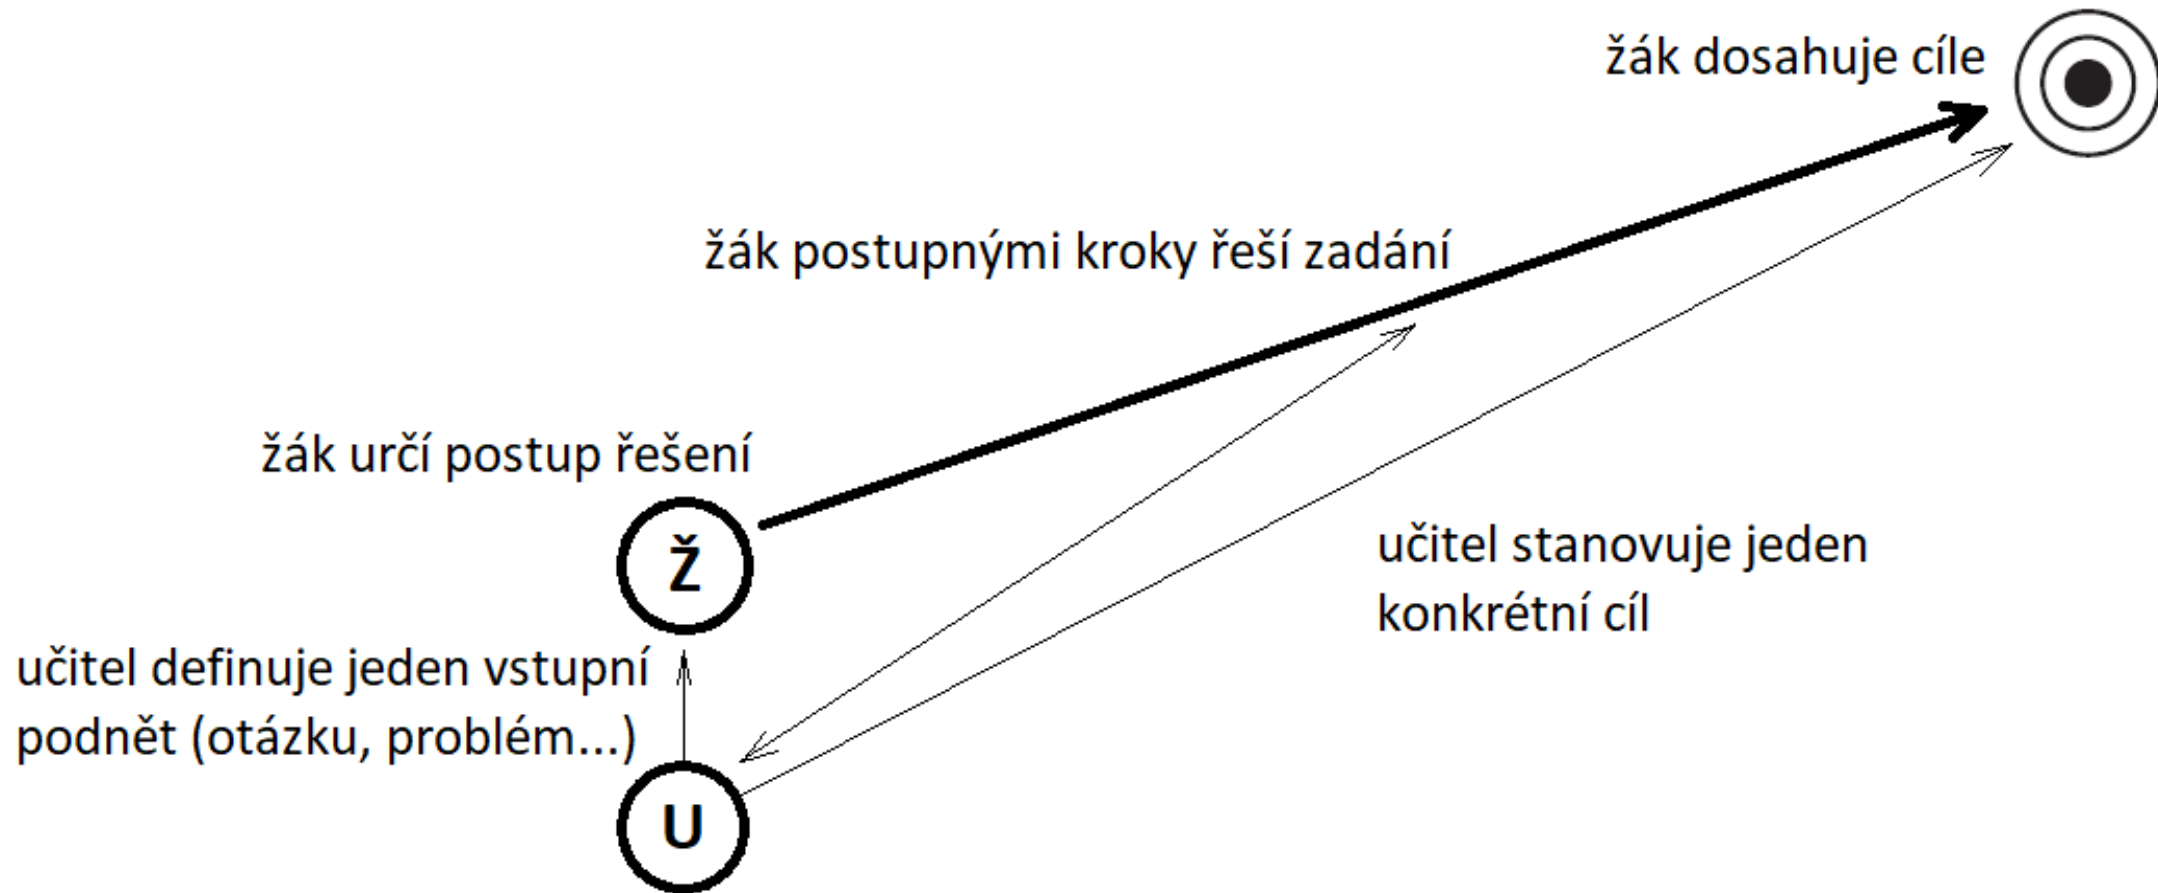 žák dosahuje cíle
žák postupnými kroky řeší zadání
žák určí postup řešení
Ž
učitel stanovuje jeden
konkrétní cíl
učitel definuje jeden vstupní
podnět (otázku, problém...)
U